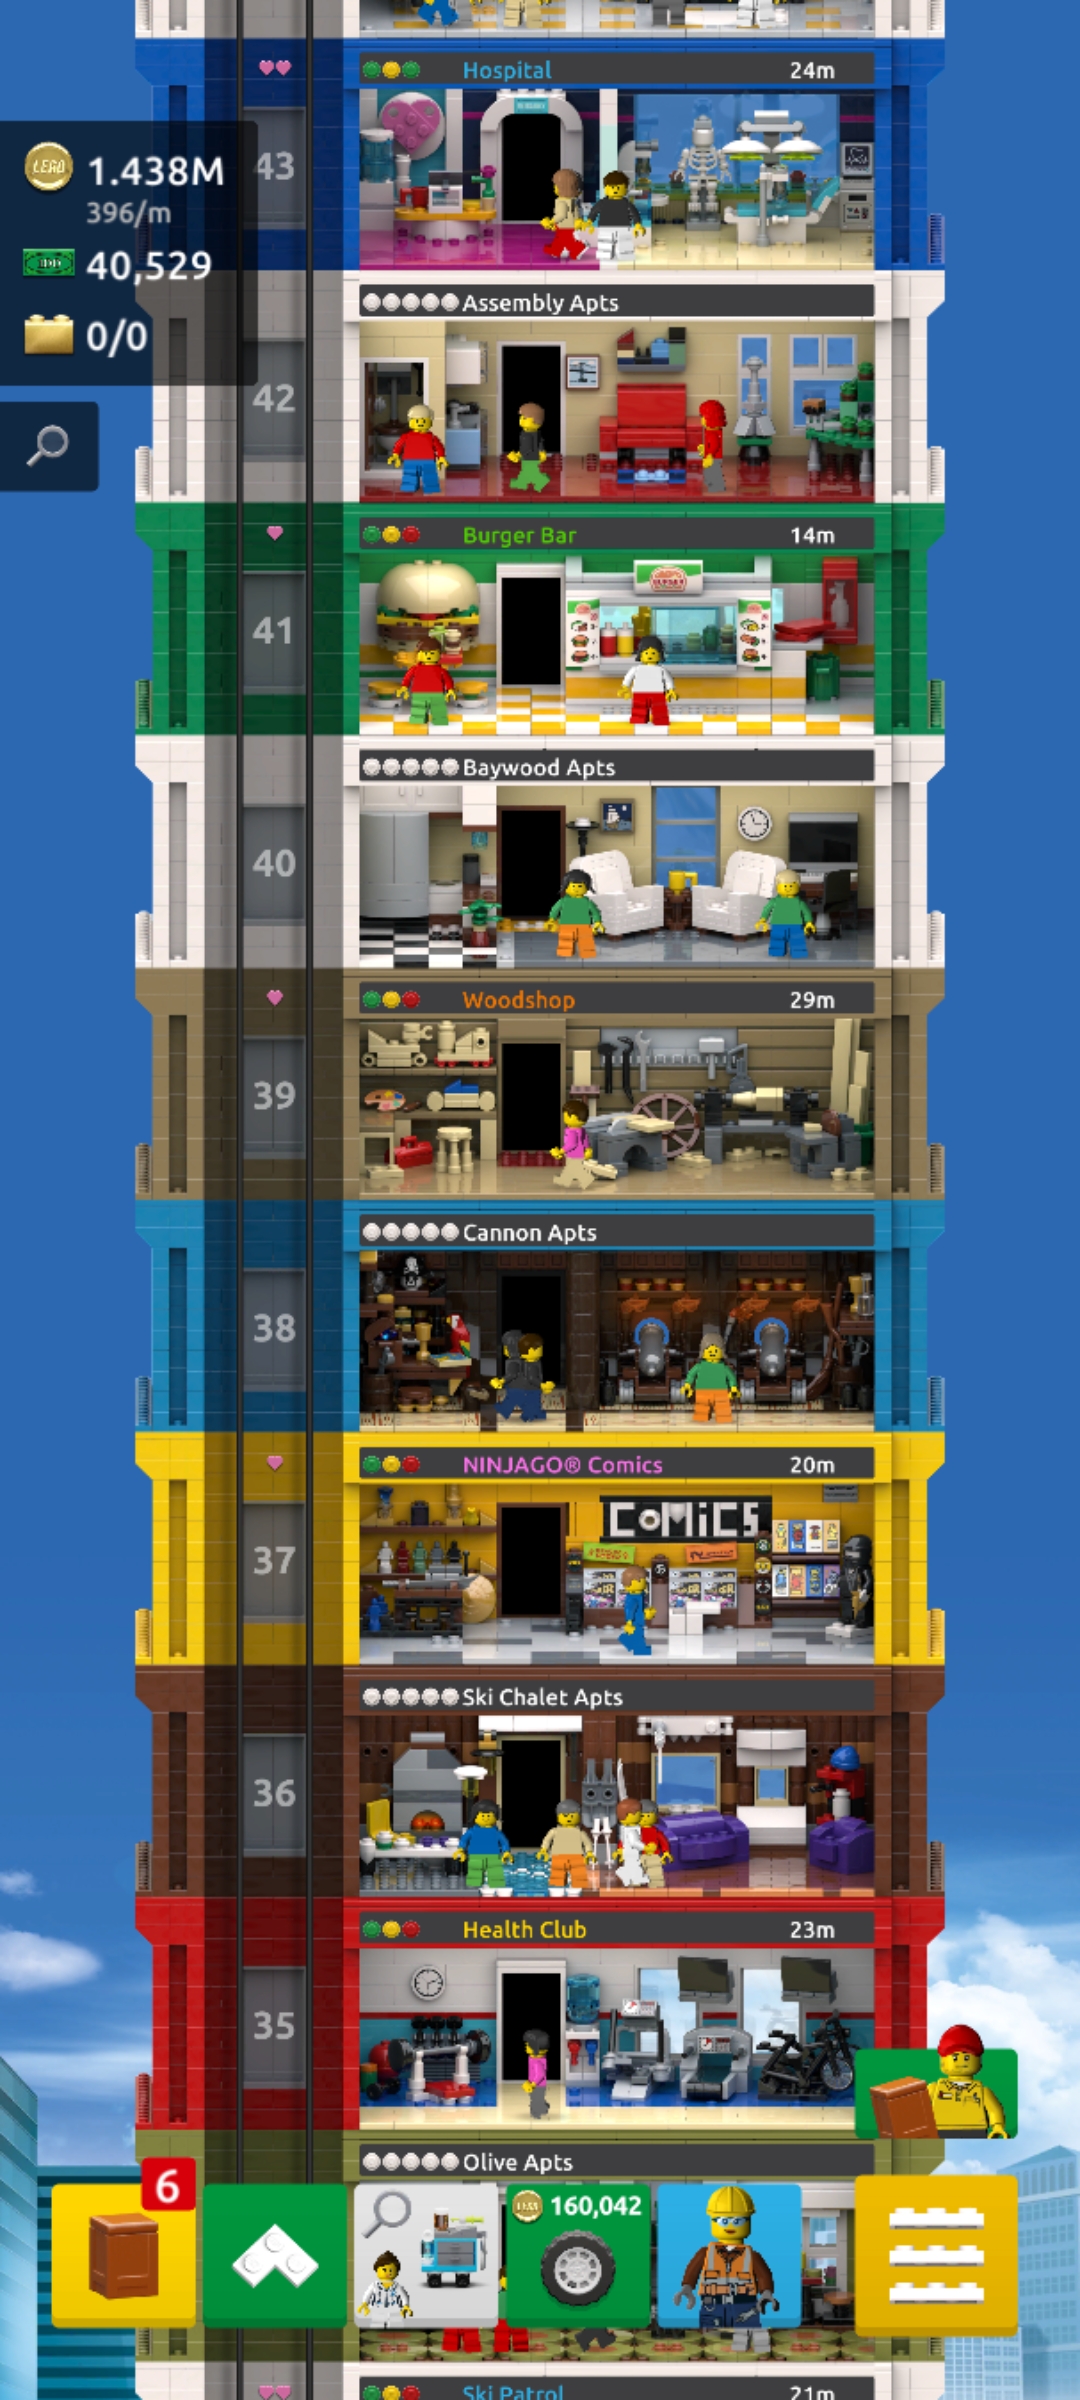 Hospital 24m
43
LEGO 1.438M
396/m
40,529
0/0
Assembly Apts
42
Burger Bar 14m
41
Baywood Apts
40
Woodshop 29m
39
Cannon Apts
38
NINJAGO® Comics 20m
COMiCS
37
Ski Chalet Apts
36
Health Club 23m
35
Olive Apts
6
160,042
Ski Patrol 21m